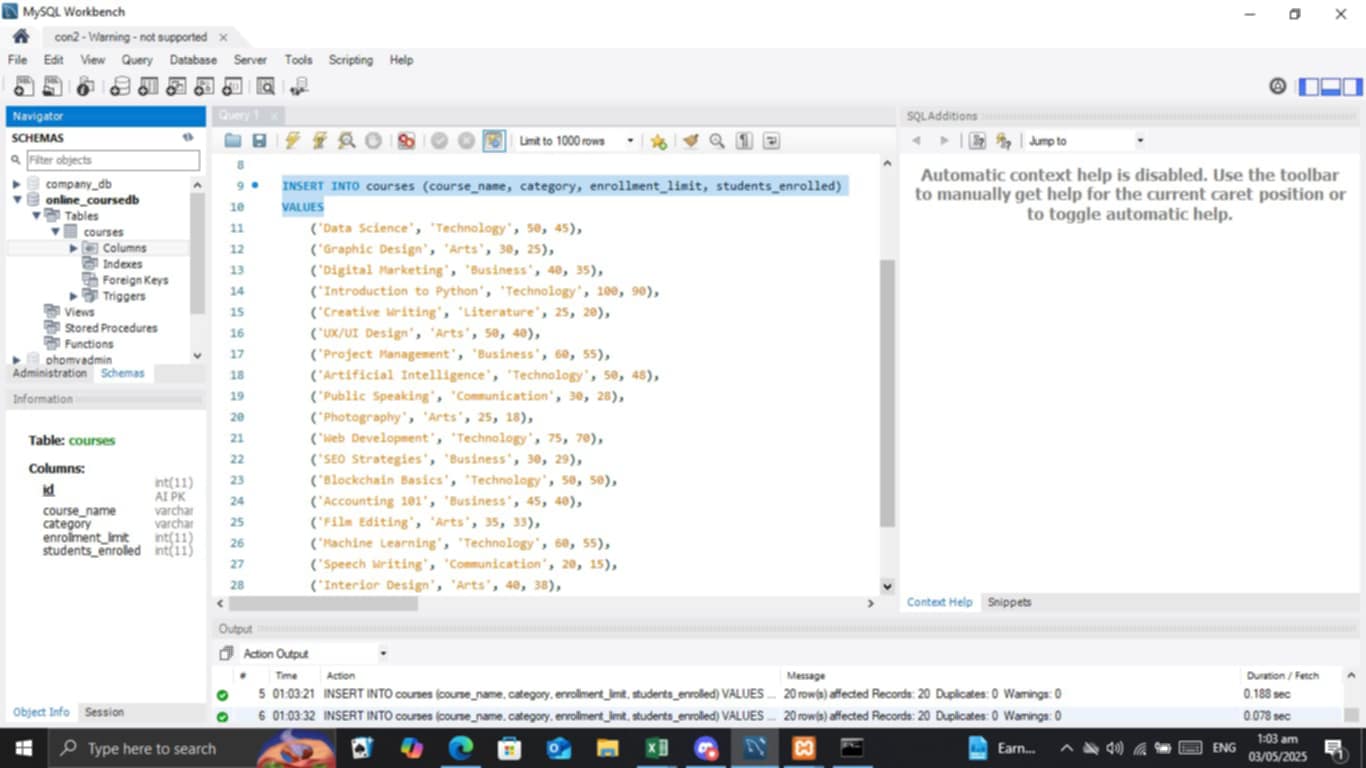 MySQL Workbench
con2 - Warning - not supported
File Edit View Query Database Server Tools Scripting Help
Navigator
SCHEMAS
Filter objects
company_db
online_coursedb
Tables
courses
Columns
Indexes
Foreign Keys
Triggers
Views
Stored Procedures
Functions
phpmyadmin
Administration Schemas
Information
Table: courses
Columns:
id int(11)
AI PK
course_name varchar
category varchar
enrollment_limit int(11)
students_enrolled int(11)
Object Info Session
Query 1
Limit to 1000 rows
8
9 INSERT INTO courses (course_name, category, enrollment_limit, students_enrolled)
10 VALUES
11 ('Data Science', 'Technology', 50, 45),
12 ('Graphic Design', 'Arts', 30, 25),
13 ('Digital Marketing', 'Business', 40, 35),
14 ('Introduction to Python', 'Technology', 100, 90),
15 ('Creative Writing', 'Literature', 25, 20),
16 ('UX/UI Design', 'Arts', 50, 40),
17 ('Project Management', 'Business', 60, 55),
18 ('Artificial Intelligence', 'Technology', 50, 48),
19 ('Public Speaking', 'Communication', 30, 28),
20 ('Photography', 'Arts', 25, 18),
21 ('Web Development', 'Technology', 75, 70),
22 ('SEO Strategies', 'Business', 30, 29),
23 ('Blockchain Basics', 'Technology', 50, 50),
24 ('Accounting 101', 'Business', 45, 40),
25 ('Film Editing', 'Arts', 35, 33),
26 ('Machine Learning', 'Technology', 60, 55),
27 ('Speech Writing', 'Communication', 20, 15),
28 ('Interior Design', 'Arts', 40, 38),
SQLAdditions
Jump to
Automatic context help is disabled. Use the toolbar
to manually get help for the current caret position or
to toggle automatic help.
Context Help Snippets
Output
Action Output
# Time Action Message Duration / Fetch
5 01:03:21 INSERT INTO courses (course_name, category, enrollment_limit, students_enrolled) VALUES ... 20 row(s) affected Records: 20 Duplicates: 0 Warnings: 0 0.188 sec
6 01:03:32 INSERT INTO courses (course_name, category, enrollment_limit, students_enrolled) VALUES ... 20 row(s) affected Records: 20 Duplicates: 0 Warnings: 0 0.078 sec
Type here to search
Earn...
ENG
1:03 am
03/05/2025
1